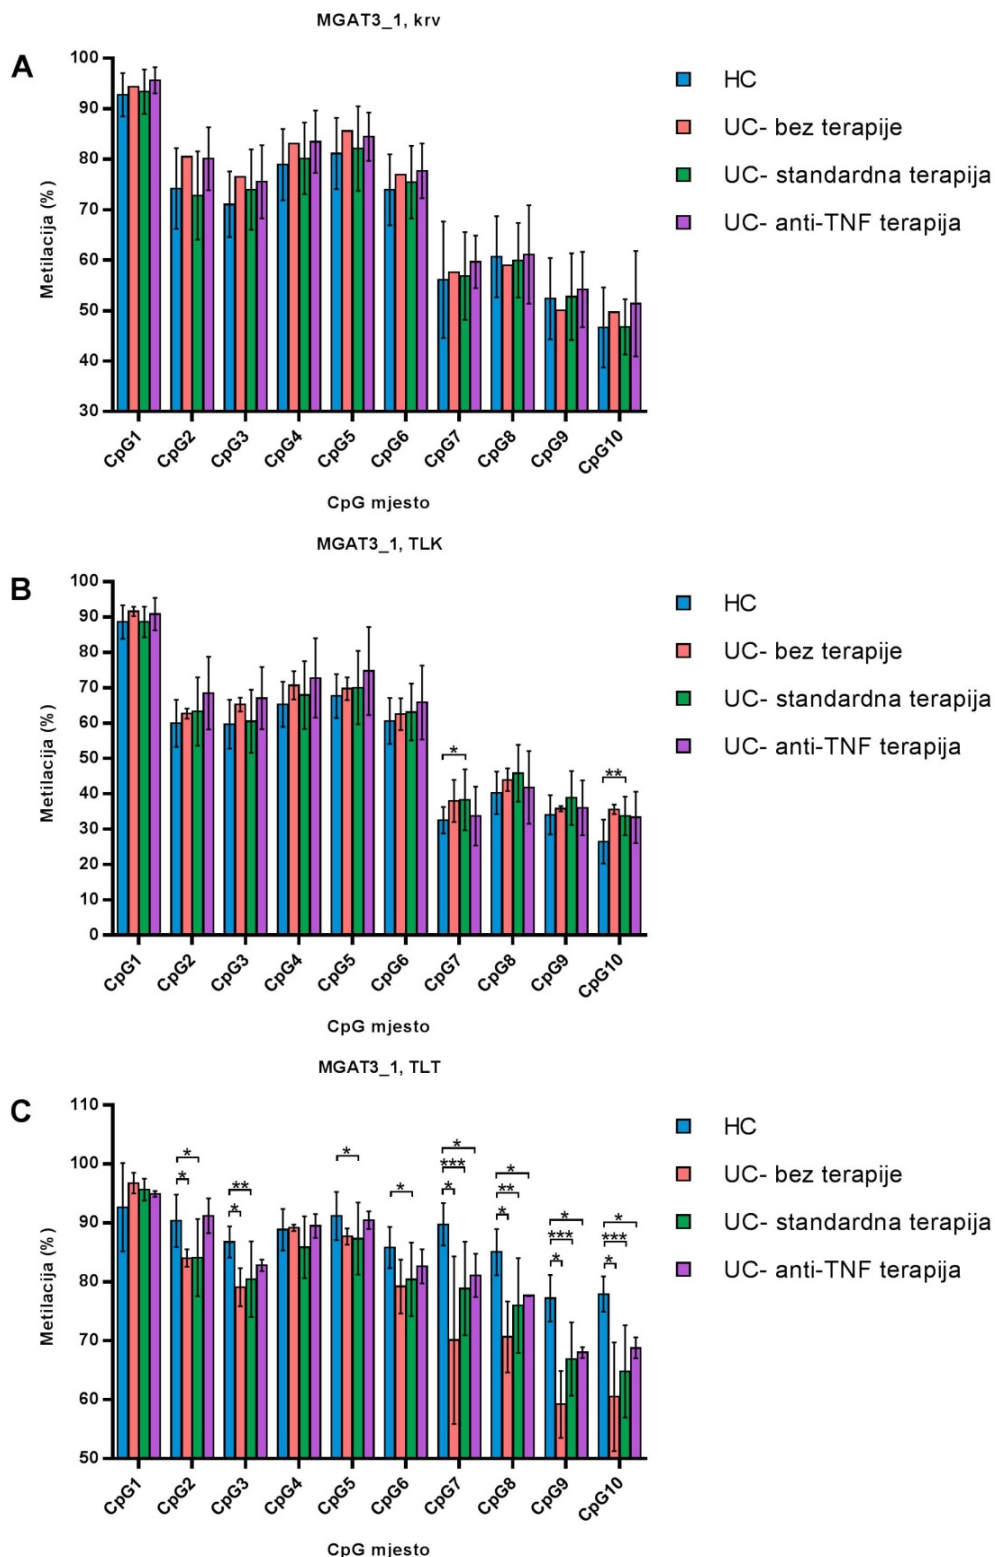 MGAT3_1, krv
A
Metilacija (%)
100
90
80
70
60
50
40
30
CpG1 CpG2 CpG3 CpG4 CpG5 CpG6 CpG7 CpG8 CpG9 CpG10
CpG mjesto
HC
UC- bez terapije
UC- standardna terapija
UC- anti-TNF terapija
MGAT3_1, TLK
B
Metilacija (%)
100
90
80
70
60
50
40
30
20
10
0
*
**
CpG1 CpG2 CpG3 CpG4 CpG5 CpG6 CpG7 CpG8 CpG9 CpG10
CpG mjesto
HC
UC- bez terapije
UC- standardna terapija
UC- anti-TNF terapija
MGAT3_1, TLT
C
Metilacija (%)
110
100
90
80
70
60
50
* * ** * * * * *** * * ** * * *** * * *** *
CpG1 CpG2 CpG3 CpG4 CpG5 CpG6 CpG7 CpG8 CpG9 CpG10
CpG mjesto
HC
UC- bez terapije
UC- standardna terapija
UC- anti-TNF terapija